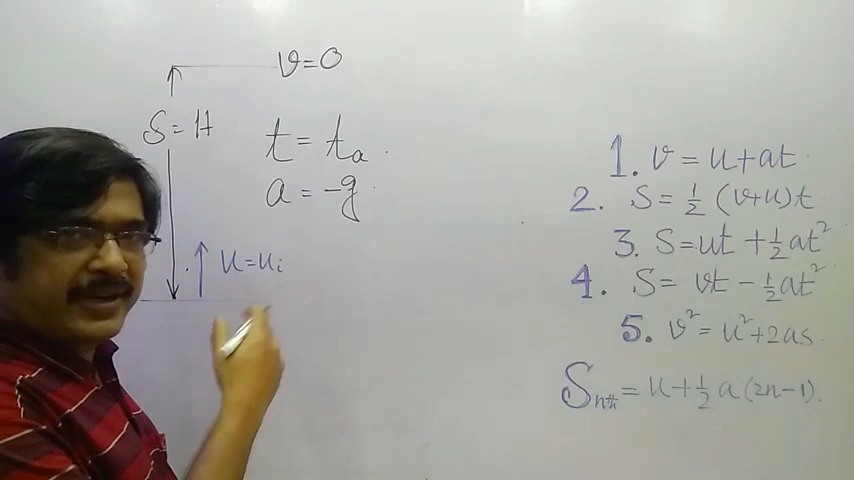 v=0
S=H
t = ta
a = -g
u=ui
1. v = u+at
2. S = 1/2 (v+u)t
3. S=ut + 1/2 at²
4. S= vt - 1/2 at²
5. v² = u²+2as.
Snth = u + 1/2 a (2n-1).